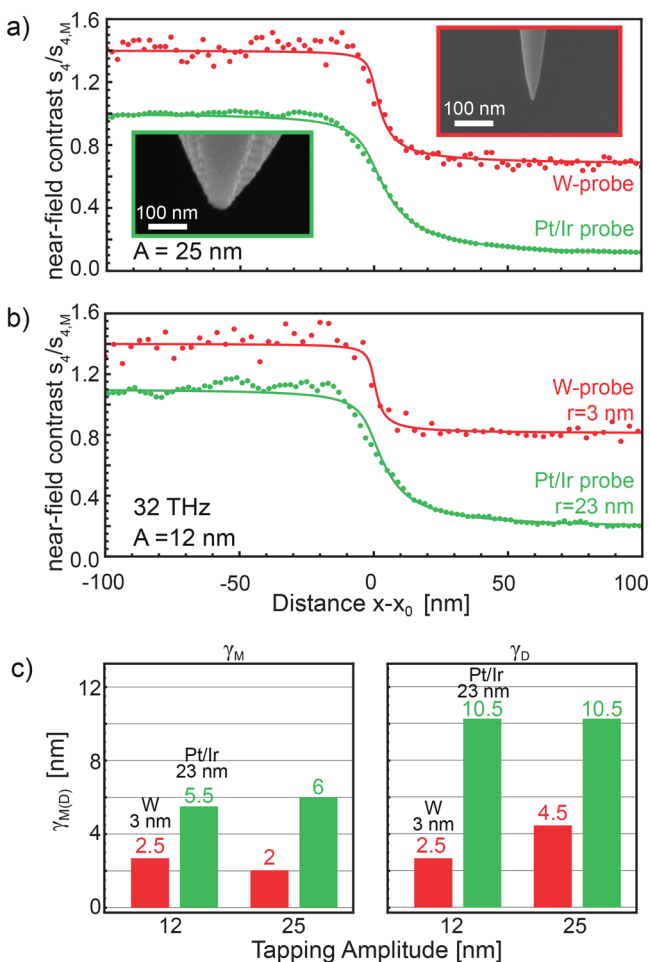 a)
near-field contrast s₄/s₄,M
1.6
1.2
0.8
0.4
0.0
100 nm
100 nm
W-probe
Pt/Ir probe
A = 25 nm
b)
near-field contrast s₄/s₄,M
1.6
1.2
0.8
0.4
0.0
W-probe
r=3 nm
Pt/Ir probe
r=23 nm
32 THz
A =12 nm
-100
-50
0
50
100
Distance x-x₀ [nm]
c)
γM
γD
γM(D) [nm]
12
8
4
0
W
3 nm
2.5
Pt/Ir
23 nm
5.5
2
6
W
3 nm
2.5
Pt/Ir
23 nm
10.5
4.5
10.5
12
25
12
25
Tapping Amplitude [nm]